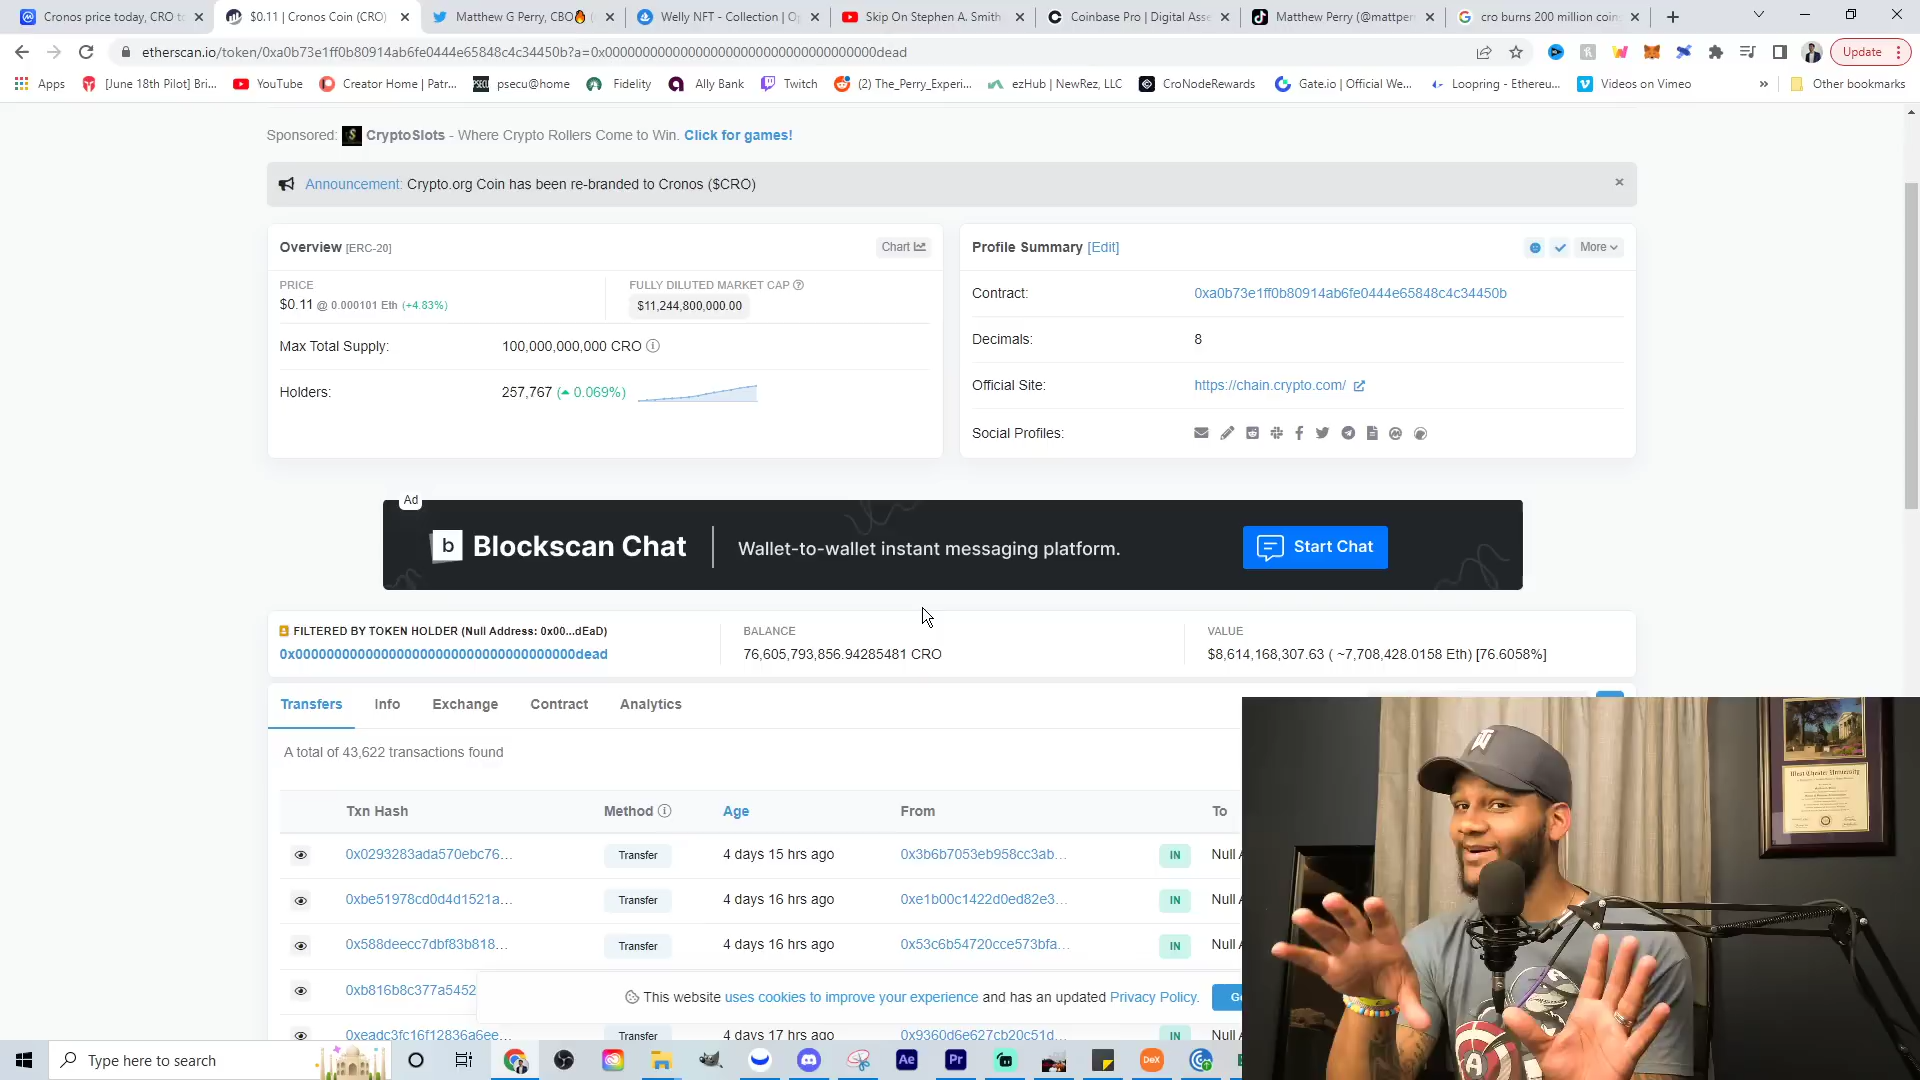 Cronos price today, CRO to
$0.11 | Cronos Coin (CRO)
Matthew G Perry, CBO🔥
Welly NFT - Collection | Op
Skip On Stephen A. Smith
Coinbase Pro | Digital Asse
Matthew Perry (@mattper
cro burns 200 million coin
etherscan.io/token/0xa0b73e1ff0b80914ab6fe0444e65848c4c34450b?a=0x000000000000000000000000000000000000dead
Update
Apps
[June 18th Pilot] Bri...
YouTube
Creator Home | Patr...
psecu@home
Fidelity
Ally Bank
Twitch
(2) The_Perry_Experi...
ezHub | NewRez, LLC
CroNodeRewards
Gate.io | Official We...
Loopring - Ethereu...
Videos on Vimeo
»
Other bookmarks
Sponsored: CryptoSlots - Where Crypto Rollers Come to Win. Click for games!
Announcement: Crypto.org Coin has been re-branded to Cronos ($CRO)
Overview [ERC-20]
Chart
PRICE
$0.11 @ 0.000101 Eth (+4.83%)
FULLY DILUTED MARKET CAP
$11,244,800,000.00
Max Total Supply: 100,000,000,000 CRO
Holders: 257,767 (0.069%)
Profile Summary [Edit]
More
Contract: 0xa0b73e1ff0b80914ab6fe0444e65848c4c34450b
Decimals: 8
Official Site: https://chain.crypto.com/
Social Profiles:
Ad
b Blockscan Chat
Wallet-to-wallet instant messaging platform.
Start Chat
FILTERED BY TOKEN HOLDER (Null Address: 0x00...dEaD)
0x000000000000000000000000000000000000dead
BALANCE
76,605,793,856.94285481 CRO
VALUE
$8,614,168,307.63 ( ~7,708,428.0158 Eth) [76.6058%]
Transfers Info Exchange Contract Analytics
A total of 43,622 transactions found
Txn Hash Method Age From To
0x0293283ada570ebc76... Transfer 4 days 15 hrs ago 0x3b6b7053eb958cc3ab... IN Null A
0xbe51978cd0d4d1521a... Transfer 4 days 16 hrs ago 0xe1b00c1422d0ed82e3... IN Null A
0x588deecc7dbf83b818... Transfer 4 days 16 hrs ago 0x53c6b54720cce573bfa... IN Null A
0xb816b8c377a5452
This website uses cookies to improve your experience and has an updated Privacy Policy.
0xeadc3fc16f12836a6ee... Transfer 4 days 17 hrs ago 0x9360d6e627cb20c51d... IN Null A
West Chester University
Type here to search
Ae
Pr
DeX